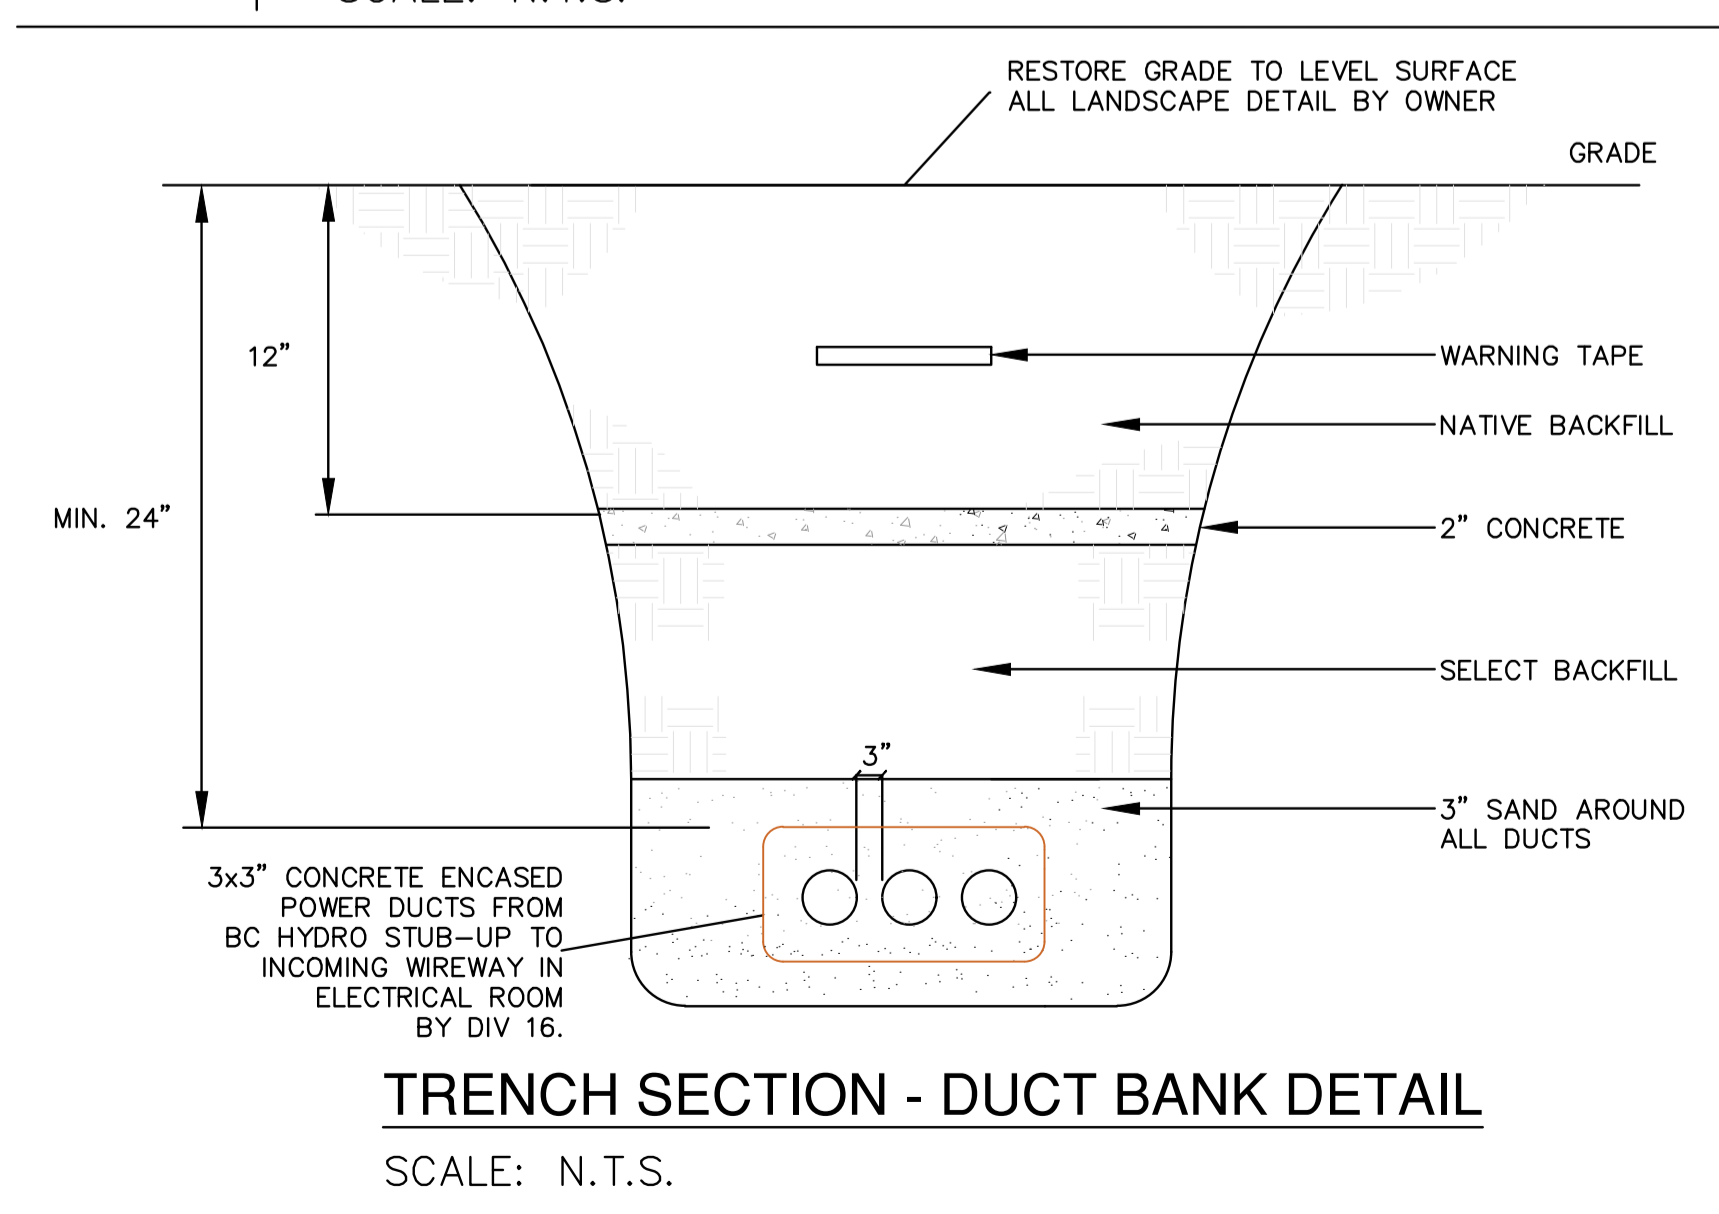 RESTORE GRADE TO LEVEL SURFACE
ALL LANDSCAPE DETAIL BY OWNER
GRADE
12”
WARNING TAPE
NATIVE BACKFILL
MIN. 24”
2” CONCRETE
SELECT BACKFILL
3”
3” SAND AROUND
ALL DUCTS
3x3” CONCRETE ENCASED
POWER DUCTS FROM
BC HYDRO STUB-UP TO
INCOMING WIREWAY IN
ELECTRICAL ROOM
BY DIV 16.
TRENCH SECTION - DUCT BANK DETAIL
SCALE: N.T.S.